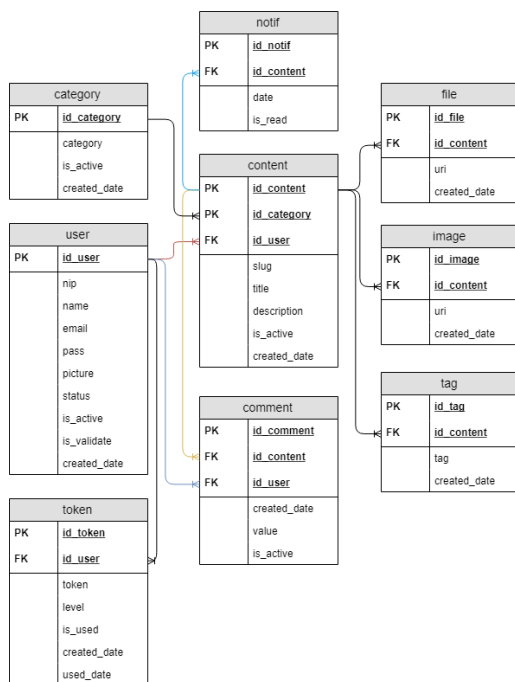 notif
PK id_notif
FK id_content
date
is_read
category
PK id_category
category
is_active
created_date
content
PK id_content
PK id_category
FK id_user
slug
title
description
is_active
created_date
file
PK id_file
FK id_content
uri
created_date
user
PK id_user
nip
name
email
pass
picture
status
is_active
is_validate
created_date
image
PK id_image
FK id_content
uri
created_date
comment
PK id_comment
FK id_content
FK id_user
created_date
value
is_active
tag
PK id_tag
FK id_content
tag
created_date
token
PK id_token
FK id_user
token
level
is_used
created_date
used_date